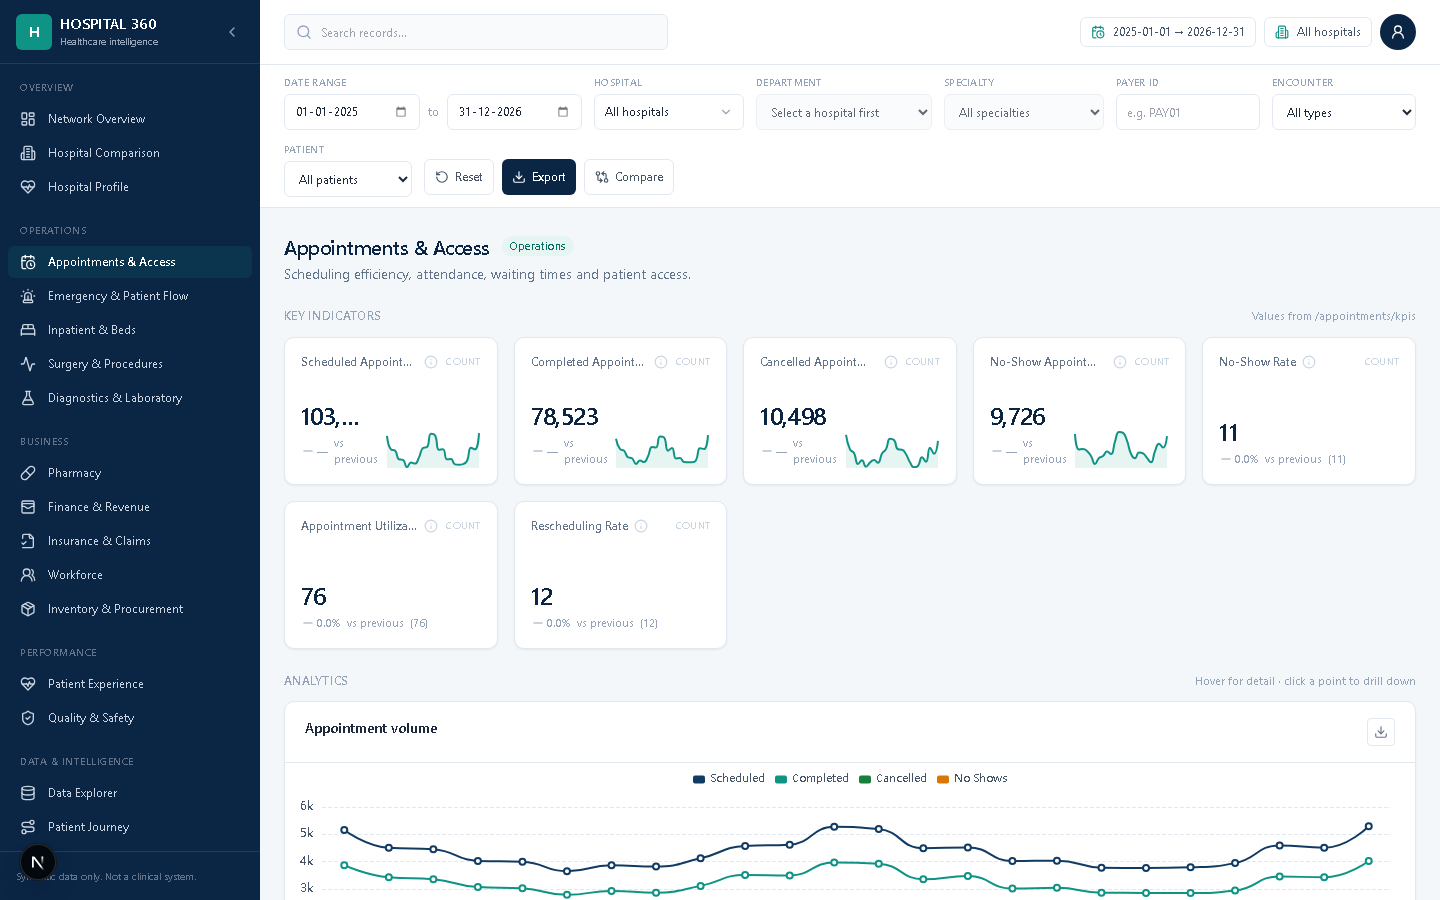 H
HOSPITAL 360
Healthcare intelligence
OVERVIEW
Network Overview
Hospital Comparison
Hospital Profile
OPERATIONS
Appointments & Access
Emergency & Patient Flow
Inpatient & Beds
Surgery & Procedures
Diagnostics & Laboratory
BUSINESS
Pharmacy
Finance & Revenue
Insurance & Claims
Workforce
Inventory & Procurement
PERFORMANCE
Patient Experience
Quality & Safety
DATA & INTELLIGENCE
Data Explorer
Patient Journey
N
data only. Not a clinical system.
Search records...
2025-01-01 → 2026-12-31
All hospitals
DATE RANGE
01-01-2025 to 31-12-2026
HOSPITAL
All hospitals
DEPARTMENT
Select a hospital first
SPECIALTY
All specialties
PAYER ID
e.g. PAY01
ENCOUNTER
All types
PATIENT
All patients
Reset
Export
Compare
Appointments & Access
Operations
Scheduling efficiency, attendance, waiting times and patient access.
KEY INDICATORS
Values from /appointments/kpis
Scheduled Appoint... COUNT
103,...
— vs previous
Completed Appoint... COUNT
78,523
— vs previous
Cancelled Appoint... COUNT
10,498
— vs previous
No-Show Appoint... COUNT
9,726
— vs previous
No-Show Rate COUNT
11
0.0% vs previous (11)
Appointment Utiliza... COUNT
76
0.0% vs previous (76)
Rescheduling Rate COUNT
12
0.0% vs previous (12)
ANALYTICS
Hover for detail · click a point to drill down
Appointment volume
Scheduled Completed Cancelled No Shows
6k
5k
4k
3k